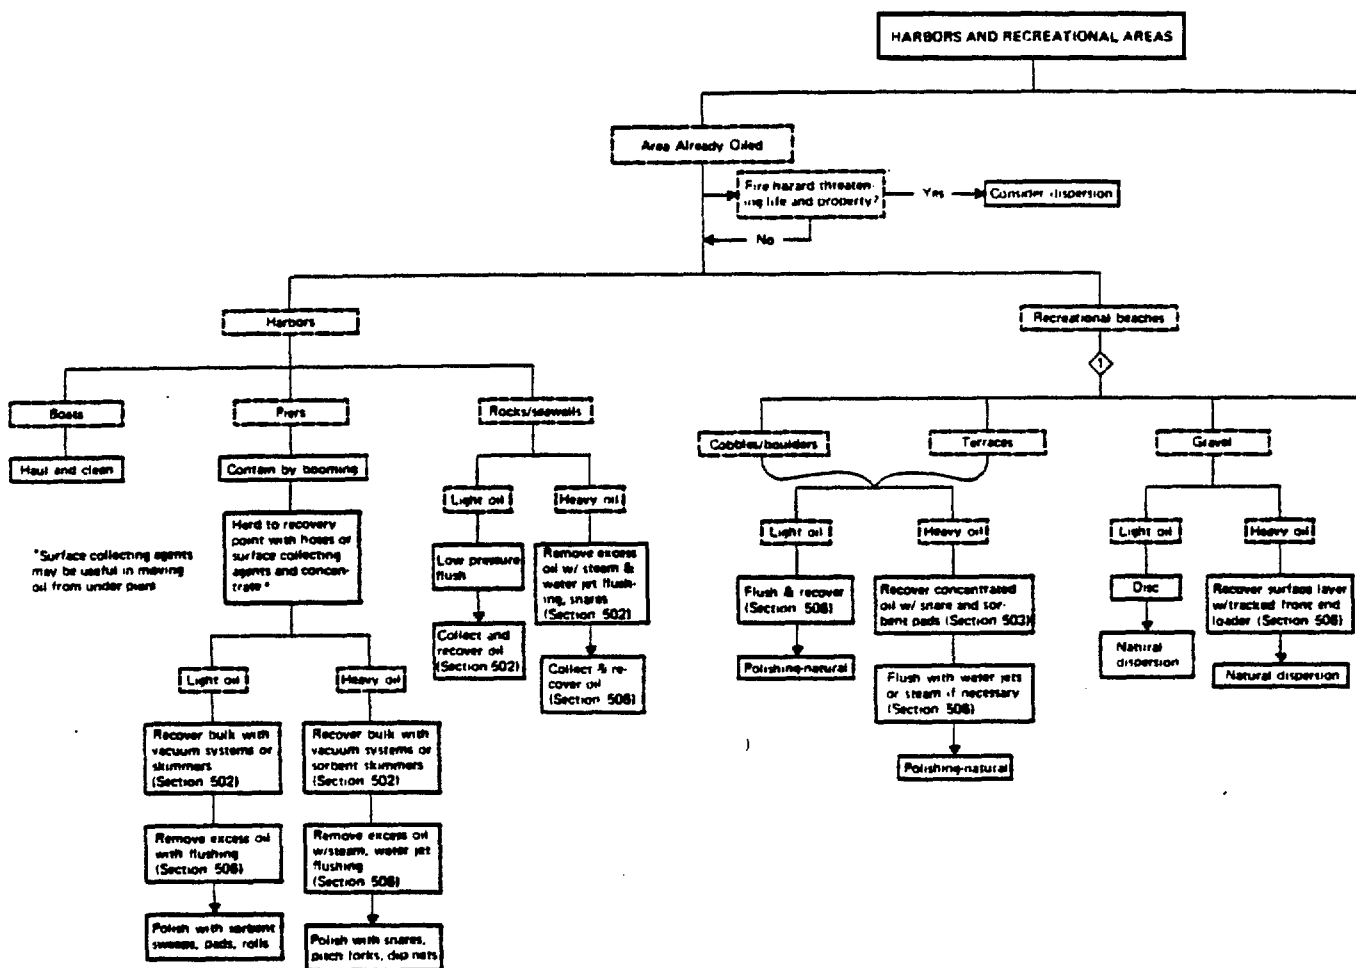 HARBORS AND RECREATIONAL AREAS
Area Already Oiled
Fire hazard threaten-
ing life and property?
Yes
Consider dispersion
No
Harbors
Recreational beaches
1
Boats
Piers
Rocks/seawalls
Cobbles/boulders
Terraces
Gravel
Haul and clean
Contain by booming
Light oil
Heavy oil
Light oil
Heavy oil
Light oil
Heavy oil
*Surface collecting agents
may be useful in moving
oil from under piers
Herd to recovery
point with hoses or
surface collecting
agents and concen-
trate*
Low pressure
flush
Remove excess
oil w/ steam &
water jet flush-
ing, snares
(Section 502)
Flush & recover
(Section 506)
Recover concentrated
oil w/ snare and sor-
bent pads (Section 503)
Disc
Recover surface layer
w/tracked front end
loader (Section 506)
Collect and
recover oil
(Section 502)
Collect & re-
cover oil
(Section 506)
Polishing-natural
Flush with water jets
or steam if necessary
(Section 506)
Natural
dispersion
Natural dispersion
Polishing-natural
Light oil
Heavy oil
Recover bulk with
vacuum systems or
skimmers
(Section 502)
Recover bulk with
vacuum systems or
sorbent skimmers
(Section 502)
Remove excess oil
with flushing
(Section 506)
Remove excess oil
w/steam, water jet
flushing
(Section 506)
Polish with sorbent
sweeps, pads, rolls
Polish with snares,
pitch forks, dip nets